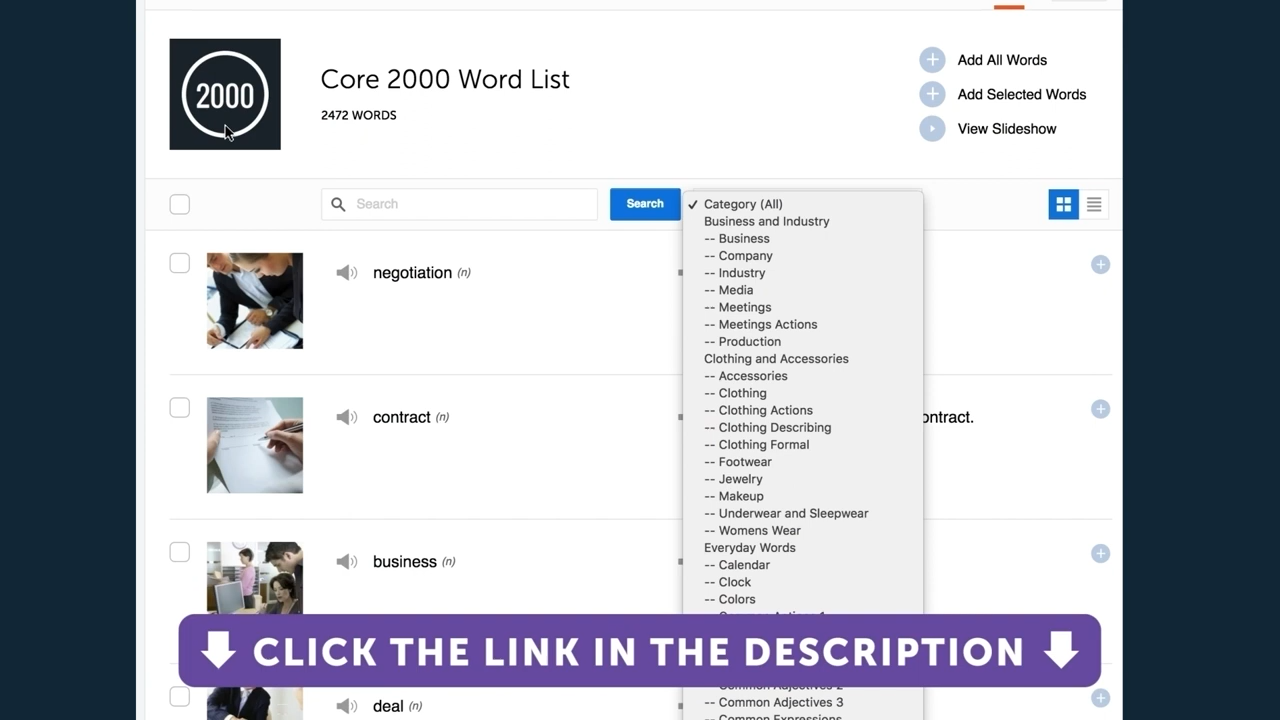 2000
Core 2000 Word List
2472 WORDS
Add All Words
Add Selected Words
View Slideshow
Search
Search
✓ Category (All)
Business and Industry
-- Business
-- Company
-- Industry
-- Media
-- Meetings
-- Meetings Actions
-- Production
Clothing and Accessories
-- Accessories
-- Clothing
-- Clothing Actions
-- Clothing Describing
-- Clothing Formal
-- Footwear
-- Jewelry
-- Makeup
-- Underwear and Sleepwear
-- Womens Wear
Everyday Words
-- Calendar
-- Clock
-- Colors
-- Common Adjectives 3
-- Common Expressions
negotiation (n)
contract (n)
ontract.
business (n)
deal (n)
CLICK THE LINK IN THE DESCRIPTION